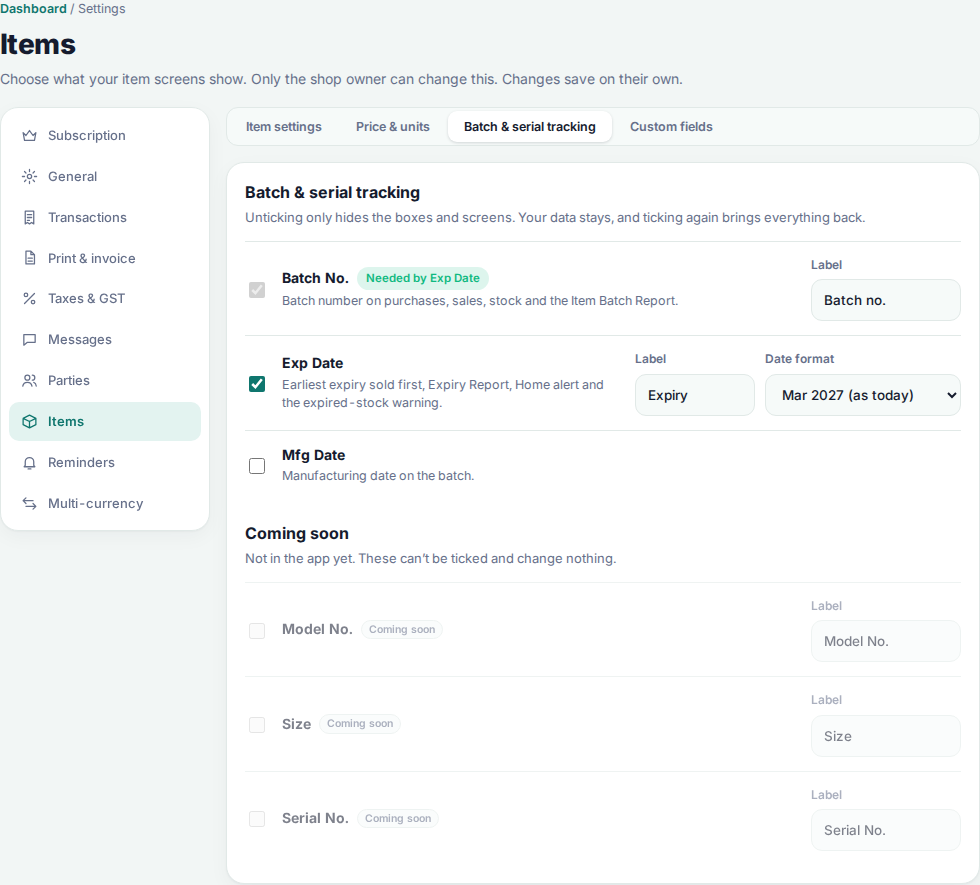 Dashboard / Settings
Items
Choose what your item screens show. Only the shop owner can change this. Changes save on their own.
Subscription
General
Transactions
Print & invoice
Taxes & GST
Messages
Parties
Items
Reminders
Multi-currency
Item settings
Price & units
Batch & serial tracking
Custom fields
Batch & serial tracking
Unticking only hides the boxes and screens. Your data stays, and ticking again brings everything back.
Batch No. Needed by Exp Date
Batch number on purchases, sales, stock and the Item Batch Report.
Label
Batch no.
Exp Date
Earliest expiry sold first, Expiry Report, Home alert and
the expired-stock warning.
Label
Expiry
Date format
Mar 2027 (as today)
Mfg Date
Manufacturing date on the batch.
Coming soon
Not in the app yet. These can’t be ticked and change nothing.
Model No. Coming soon
Label
Model No.
Size Coming soon
Label
Size
Serial No. Coming soon
Label
Serial No.